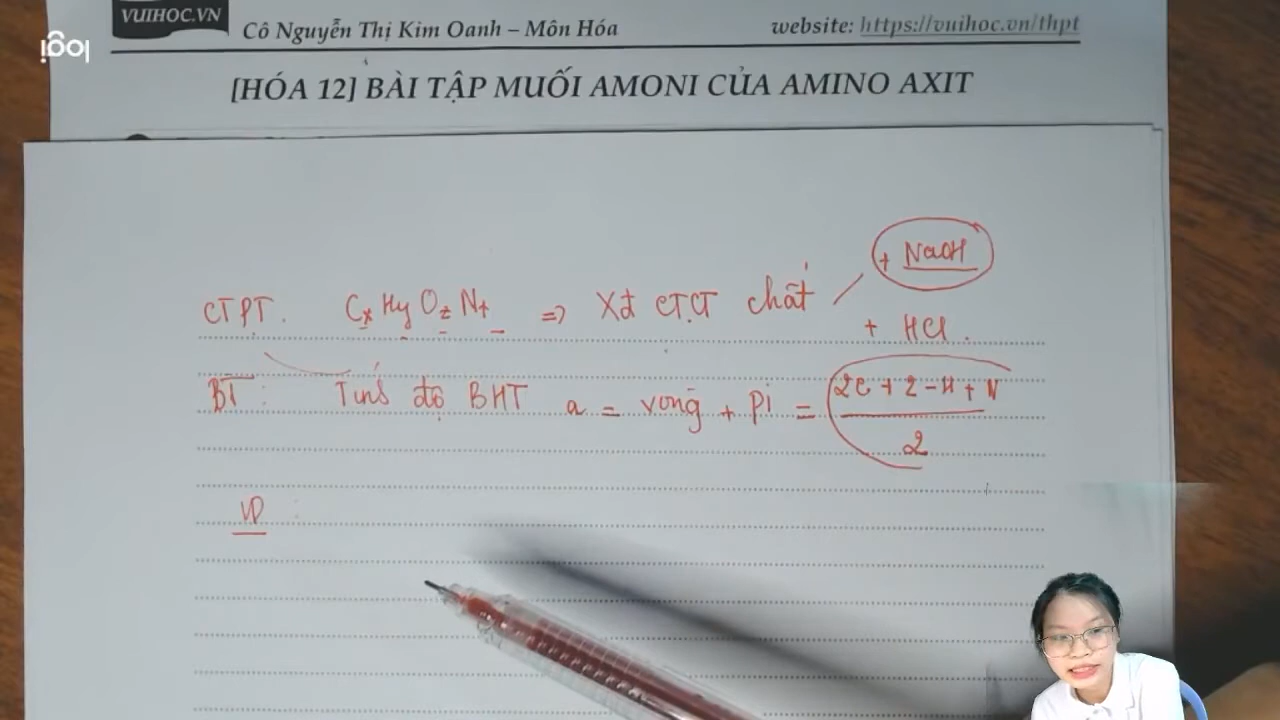 VUIHOC.VN
Cô Nguyễn Thị Kim Oanh – Môn Hóa website: https://vuihoc.vn/thpt
logi
[HÓA 12] BÀI TẬP MUỐI AMONI CỦA AMINO AXIT
+ NaOH
CTPT. CxHyOzNt => Xđ CTCT chất
+ HCl.
BT: Tính độ BHT a = vòng + pi = (2C + 2 - H + N
2
VD :